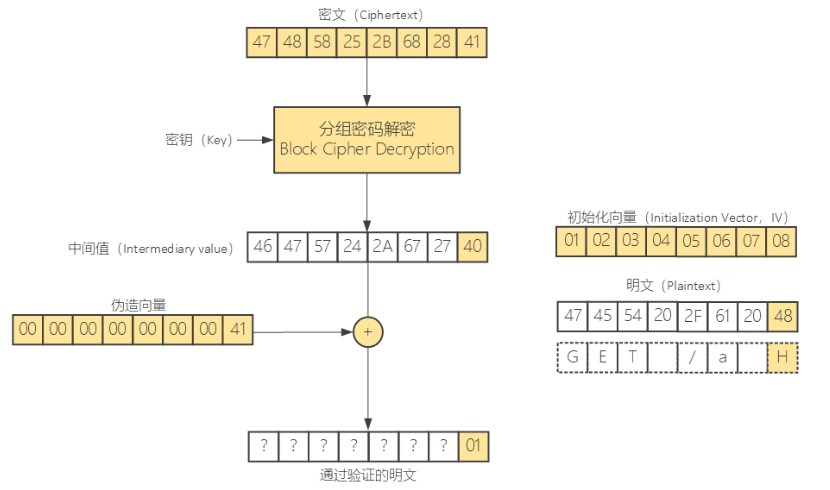 密文（Ciphertext）
47 48 58 25 2B 68 28 41
分组密码解密
Block Cipher Decryption
密钥（Key）
中间值（Intermediary value）
46 47 57 24 2A 67 27 40
初始化向量（Initialization Vector，IV）
01 02 03 04 05 06 07 08
伪造向量
00 00 00 00 00 00 00 41
+
明文（Plaintext）
47 45 54 20 2F 61 20 48
G E T / a H
? ? ? ? ? ? ? 01
通过验证的明文